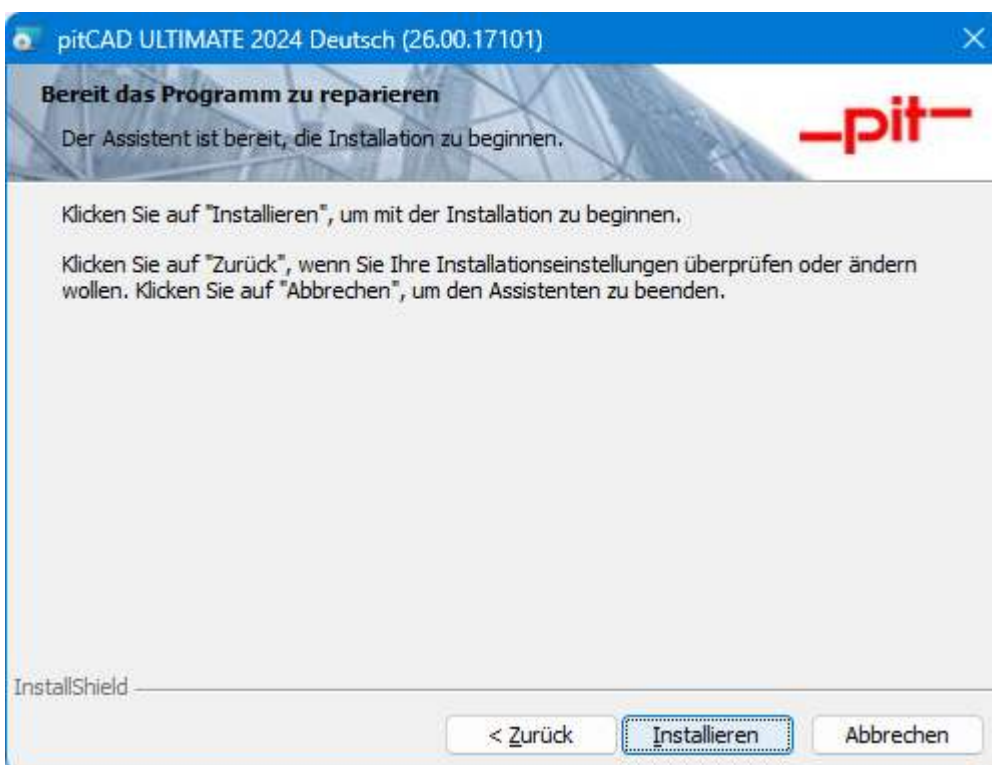 pitCAD ULTIMATE 2024 Deutsch (26.00.17101)
Bereit das Programm zu reparieren
Der Assistent ist bereit, die Installation zu beginnen.
pit
Klicken Sie auf "Installieren", um mit der Installation zu beginnen.
Klicken Sie auf "Zurück", wenn Sie Ihre Installationseinstellungen überprüfen oder ändern
wollen. Klicken Sie auf "Abbrechen", um den Assistenten zu beenden.
InstallShield
< Zurück Installieren Abbrechen